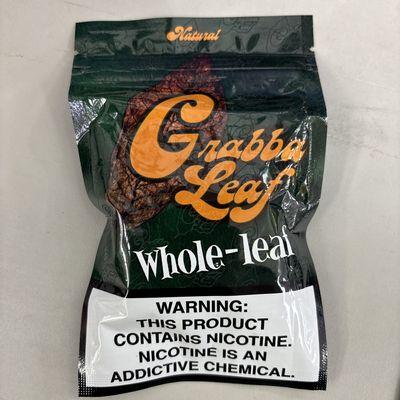 Natural
Grabba
Leaf
Whole-leaf
WARNING:
THIS PRODUCT
CONTAINS NICOTINE.
NICOTINE IS AN
ADDICTIVE CHEMICAL.